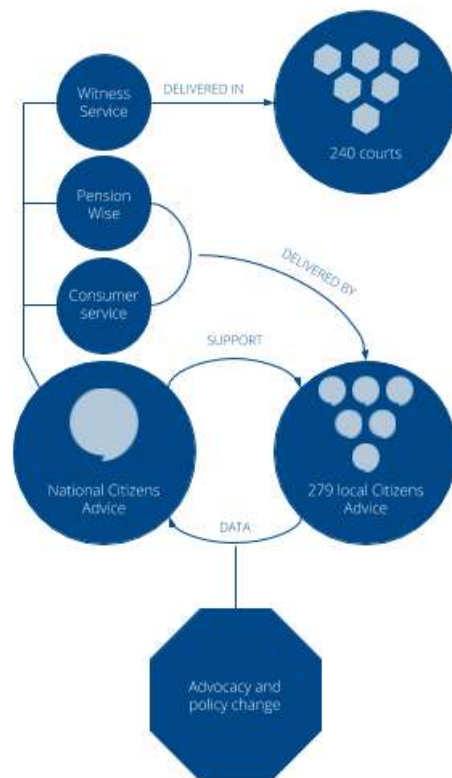 Witness
Service
DELIVERED IN
240 courts
Pension
Wise
Consumer
service
DELIVERED BY
SUPPORT
National Citizens
Advice
279 local Citizens
Advice
DATA
Advocacy and
policy change